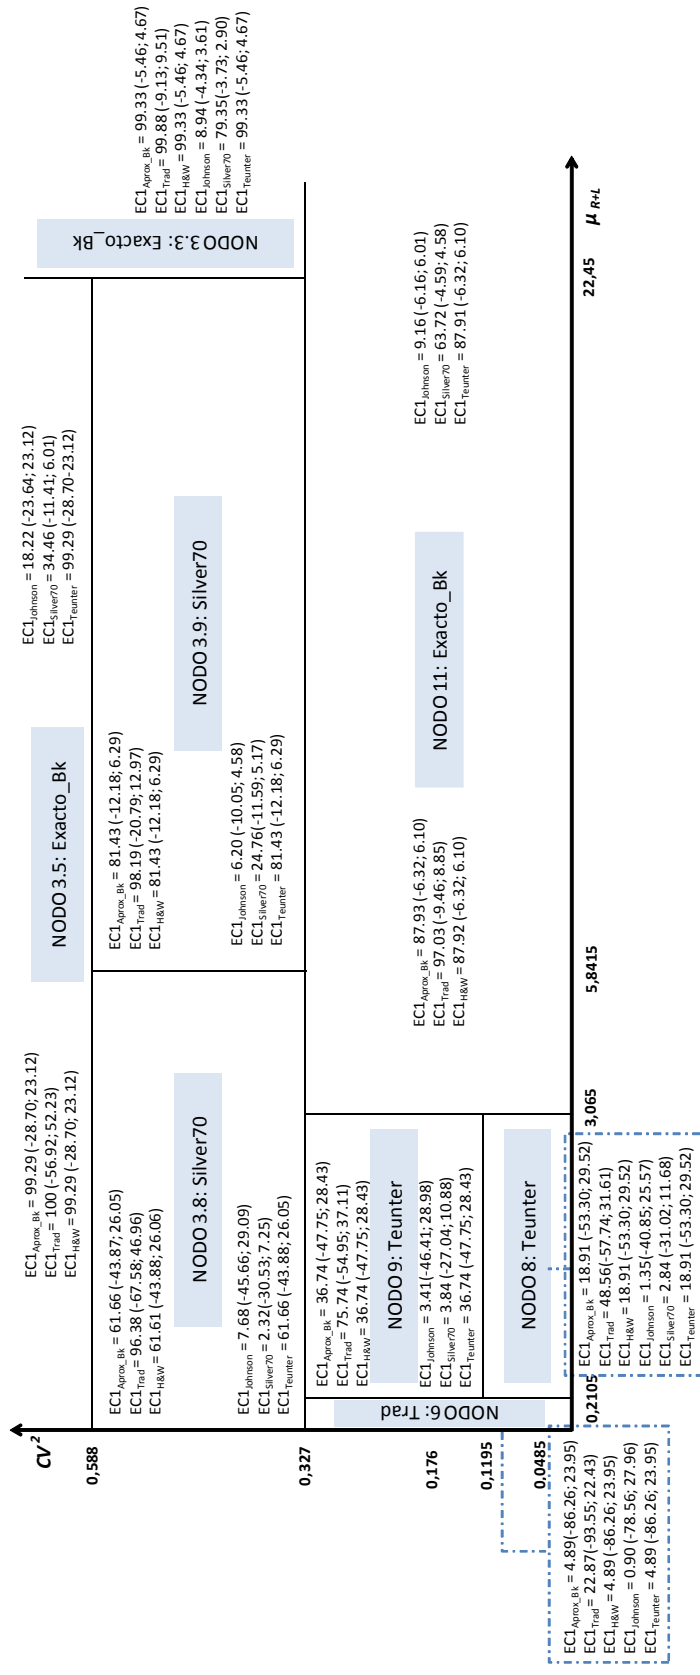 CV²
0,588
0,327
0,176
0,1195
0,0485
EC1Aprox_Bk = 99.29 (-28.70; 23.12)
EC1Trad = 100 (-56.92; 52.23)
EC1H&W = 99.29 (-28.70; 23.12)
NODO 3.5: Exacto_Bk
EC1Johnson = 18.22 (-23.64; 23.12)
EC1Silver70 = 34.46 (-11.41; 6.01)
EC1Teunter = 99.29 (-28.70-23.12)
NODO 3.3: Exacto_Bk
EC1Aprox_Bk = 99.33 (-5.46; 4.67)
EC1Trad = 99.88 (-9.13; 9.51)
EC1H&W = 99.33 (-5.46; 4.67)
EC1Johnson = 8.94 (-4.34; 3.61)
EC1Silver70 = 79.35(-3.73; 2.90)
EC1Teunter = 99.33 (-5.46; 4.67)
EC1Aprox_Bk = 61.66 (-43.87; 26.05)
EC1Trad = 96.38 (-67.58; 46.96)
EC1H&W = 61.61 (-43.88; 26.06)
NODO 3.8: Silver70
EC1Johnson = 7.68 (-45.66; 29.09)
EC1Silver70 = 2.32(-30.53; 7.25)
EC1Teunter = 61.66 (-43.88; 26.05)
EC1Aprox_Bk = 81.43 (-12.18; 6.29)
EC1Trad = 98.19 (-20.79; 12.97)
EC1H&W = 81.43 (-12.18; 6.29)
NODO 3.9: Silver70
EC1Johnson = 6.20 (-10.05; 4.58)
EC1Silver70 = 24.76(-11.59; 5.17)
EC1Teunter = 81.43 (-12.18; 6.29)
NODO 6: Trad
EC1Aprox_Bk = 36.74 (-47.75; 28.43)
EC1Trad = 75.74 (-54.95; 37.11)
EC1H&W = 36.74 (-47.75; 28.43)
NODO 9: Teunter
EC1Johnson = 3.41(-46.41; 28.98)
EC1Silver70 = 3.84 (-27.04; 10.88)
EC1Teunter = 36.74 (-47.75; 28.43)
NODO 8: Teunter
EC1Aprox_Bk = 87.93 (-6.32; 6.10)
EC1Trad = 97.03 (-9.46; 8.85)
EC1H&W = 87.92 (-6.32; 6.10)
NODO 11: Exacto_Bk
EC1Johnson = 9.16 (-6.16; 6.01)
EC1Silver70 = 63.72 (-4.59; 4.58)
EC1Teunter = 87.91 (-6.32; 6.10)
0,2105
3,065
5,8415
22,45
μ R+L
EC1Aprox_Bk = 4.89(-86.26; 23.95)
EC1Trad = 22.87(-93.55; 22.43)
EC1H&W = 4.89 (-86.26; 23.95)
EC1Johnson = 0.90 (-78.56; 27.96)
EC1Teunter = 4.89 (-86.26; 23.95)
EC1Aprox_Bk = 18.91 (-53.30; 29.52)
EC1Trad = 48.56(-57.74; 31.61)
EC1H&W = 18.91 (-53.30; 29.52)
EC1Johnson = 1.35(-40.85; 25.57)
EC1Silver70 = 2.84 (-31.02; 11.68)
EC1Teunter = 18.91 (-53.30; 29.52)